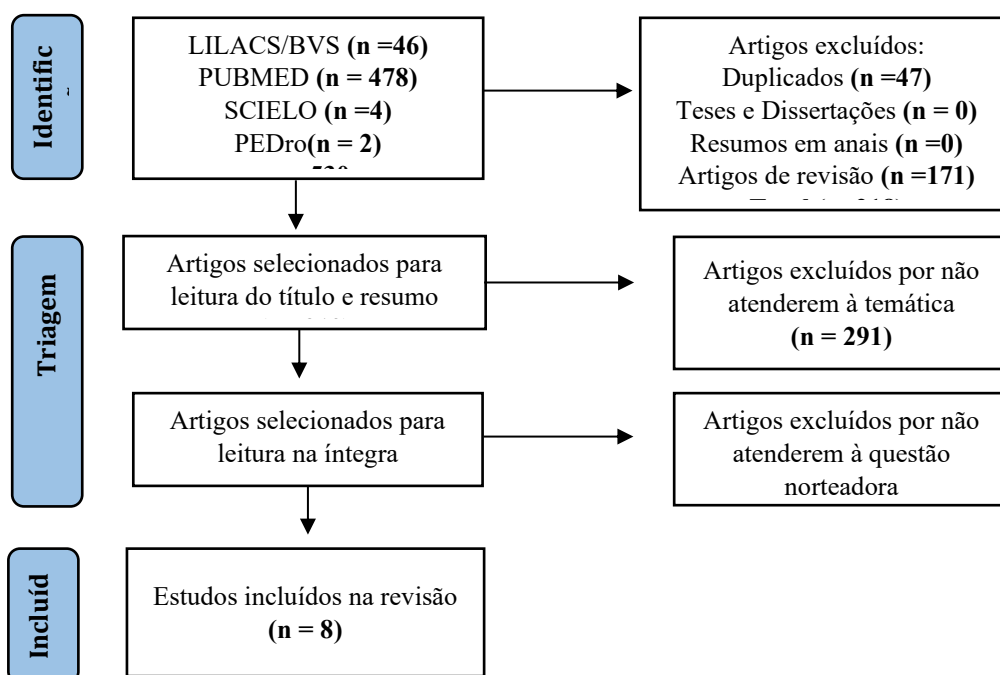 Identific
LILACS/BVS (n =46)
PUBMED (n = 478)
SCIELO (n =4)
PEDro(n = 2)
Artigos excluídos:
Duplicados (n =47)
Teses e Dissertações (n = 0)
Resumos em anais (n =0)
Artigos de revisão (n =171)
Triagem
Artigos selecionados para
leitura do título e resumo
Artigos excluídos por não
atenderem à temática
(n = 291)
Artigos selecionados para
leitura na íntegra
Artigos excluídos por não
atenderem à questão
norteadora
Incluíd
Estudos incluídos na revisão
(n = 8)